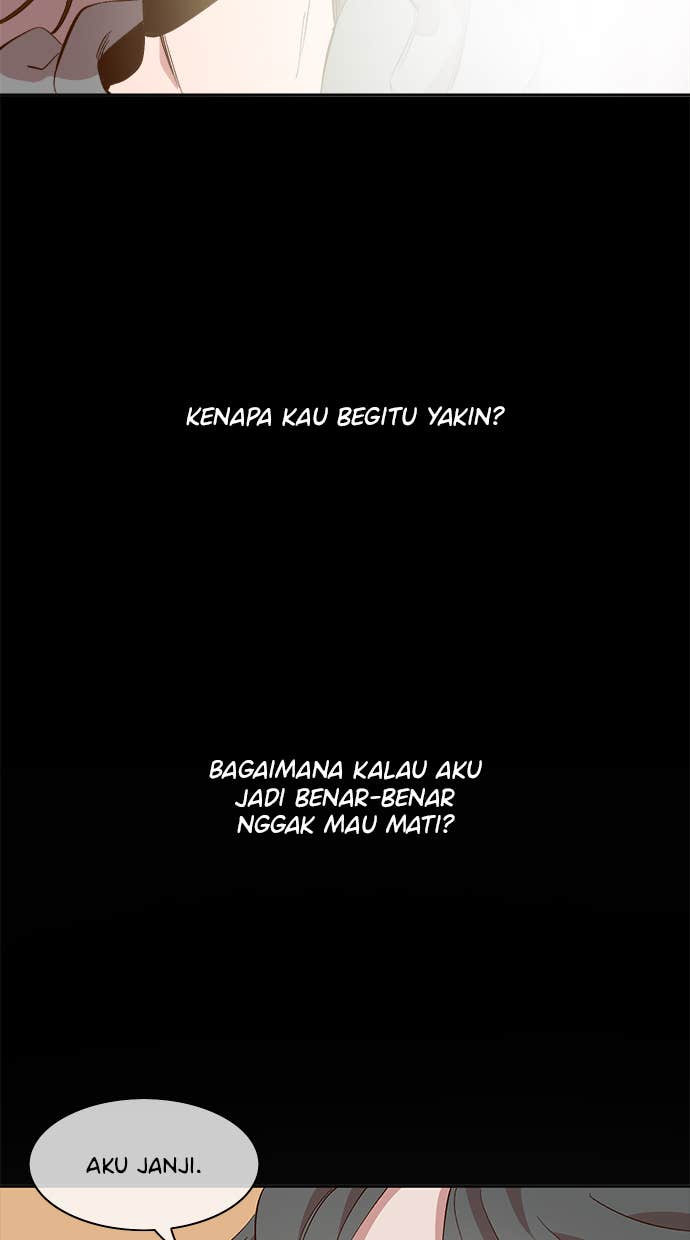 KENAPA KAU BEGITU YAKIN?
BAGAIMANA KALAU AKU
JADI BENAR-BENAR
NGGAK MAU MATI?
AKU JANJI.